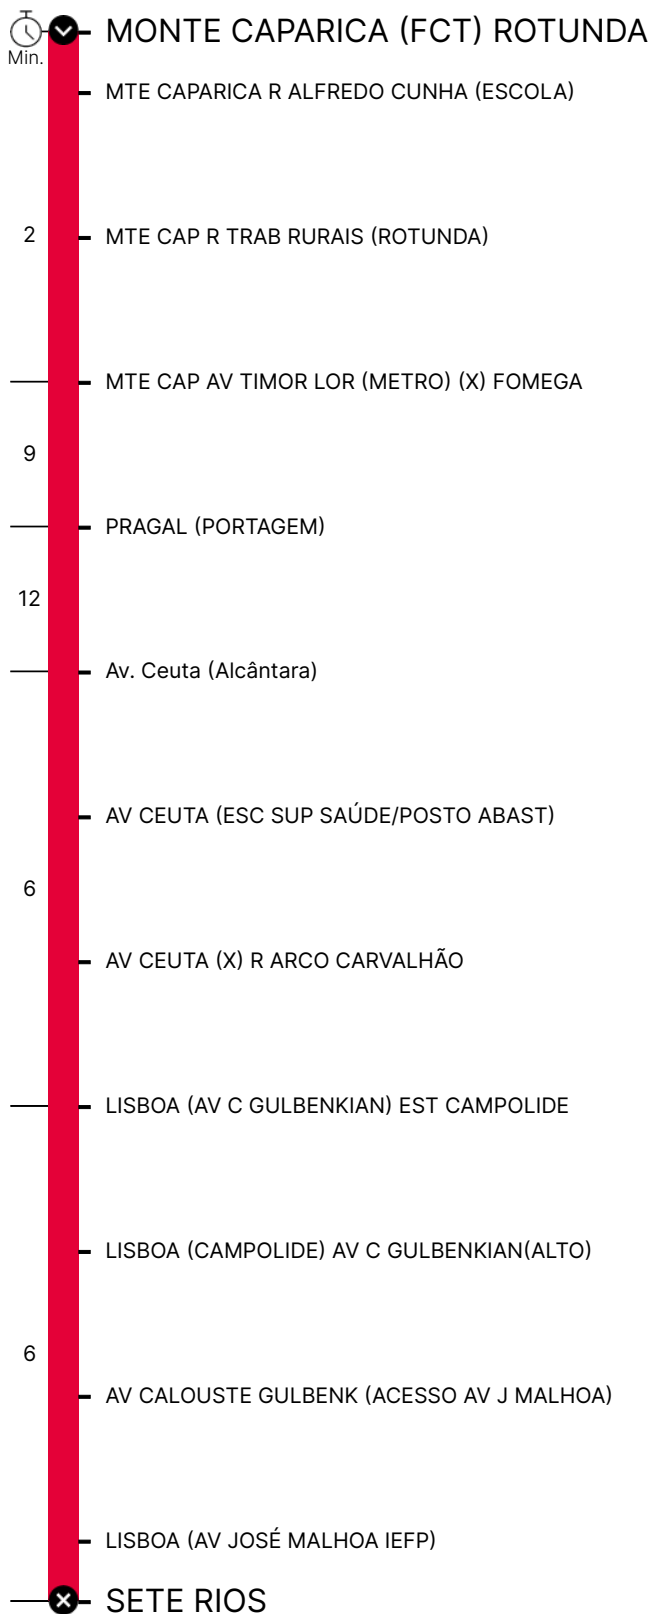 MONTE CAPARICA (FCT) ROTUNDA
Min.
MTE CAPARICA R ALFREDO CUNHA (ESCOLA)
2
MTE CAP R TRAB RURAIS (ROTUNDA)
MTE CAP AV TIMOR LOR (METRO) (X) FOMEGA
9
PRAGAL (PORTAGEM)
12
Av. Ceuta (Alcântara)
AV CEUTA (ESC SUP SAÚDE/POSTO ABAST)
6
AV CEUTA (X) R ARCO CARVALHÃO
LISBOA (AV C GULBENKIAN) EST CAMPOLIDE
LISBOA (CAMPOLIDE) AV C GULBENKIAN(ALTO)
6
AV CALOUSTE GULBENK (ACESSO AV J MALHOA)
LISBOA (AV JOSÉ MALHOA IEFP)
SETE RIOS